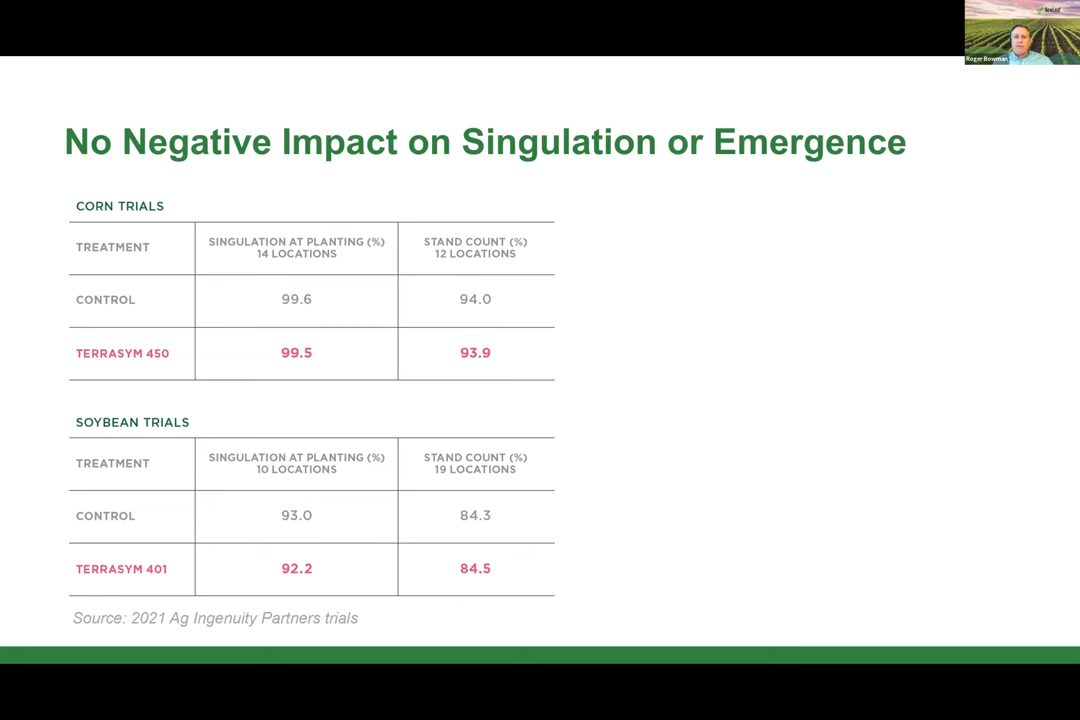 NewLeaf
Roger Bowman
No Negative Impact on Singulation or Emergence
CORN TRIALS
TREATMENT
SINGULATION AT PLANTING (%)
14 LOCATIONS
STAND COUNT (%)
12 LOCATIONS
CONTROL 99.6 94.0
TERRASYM 450 99.5 93.9
SOYBEAN TRIALS
TREATMENT
SINGULATION AT PLANTING (%)
10 LOCATIONS
STAND COUNT (%)
19 LOCATIONS
CONTROL 93.0 84.3
TERRASYM 401 92.2 84.5
Source: 2021 Ag Ingenuity Partners trials